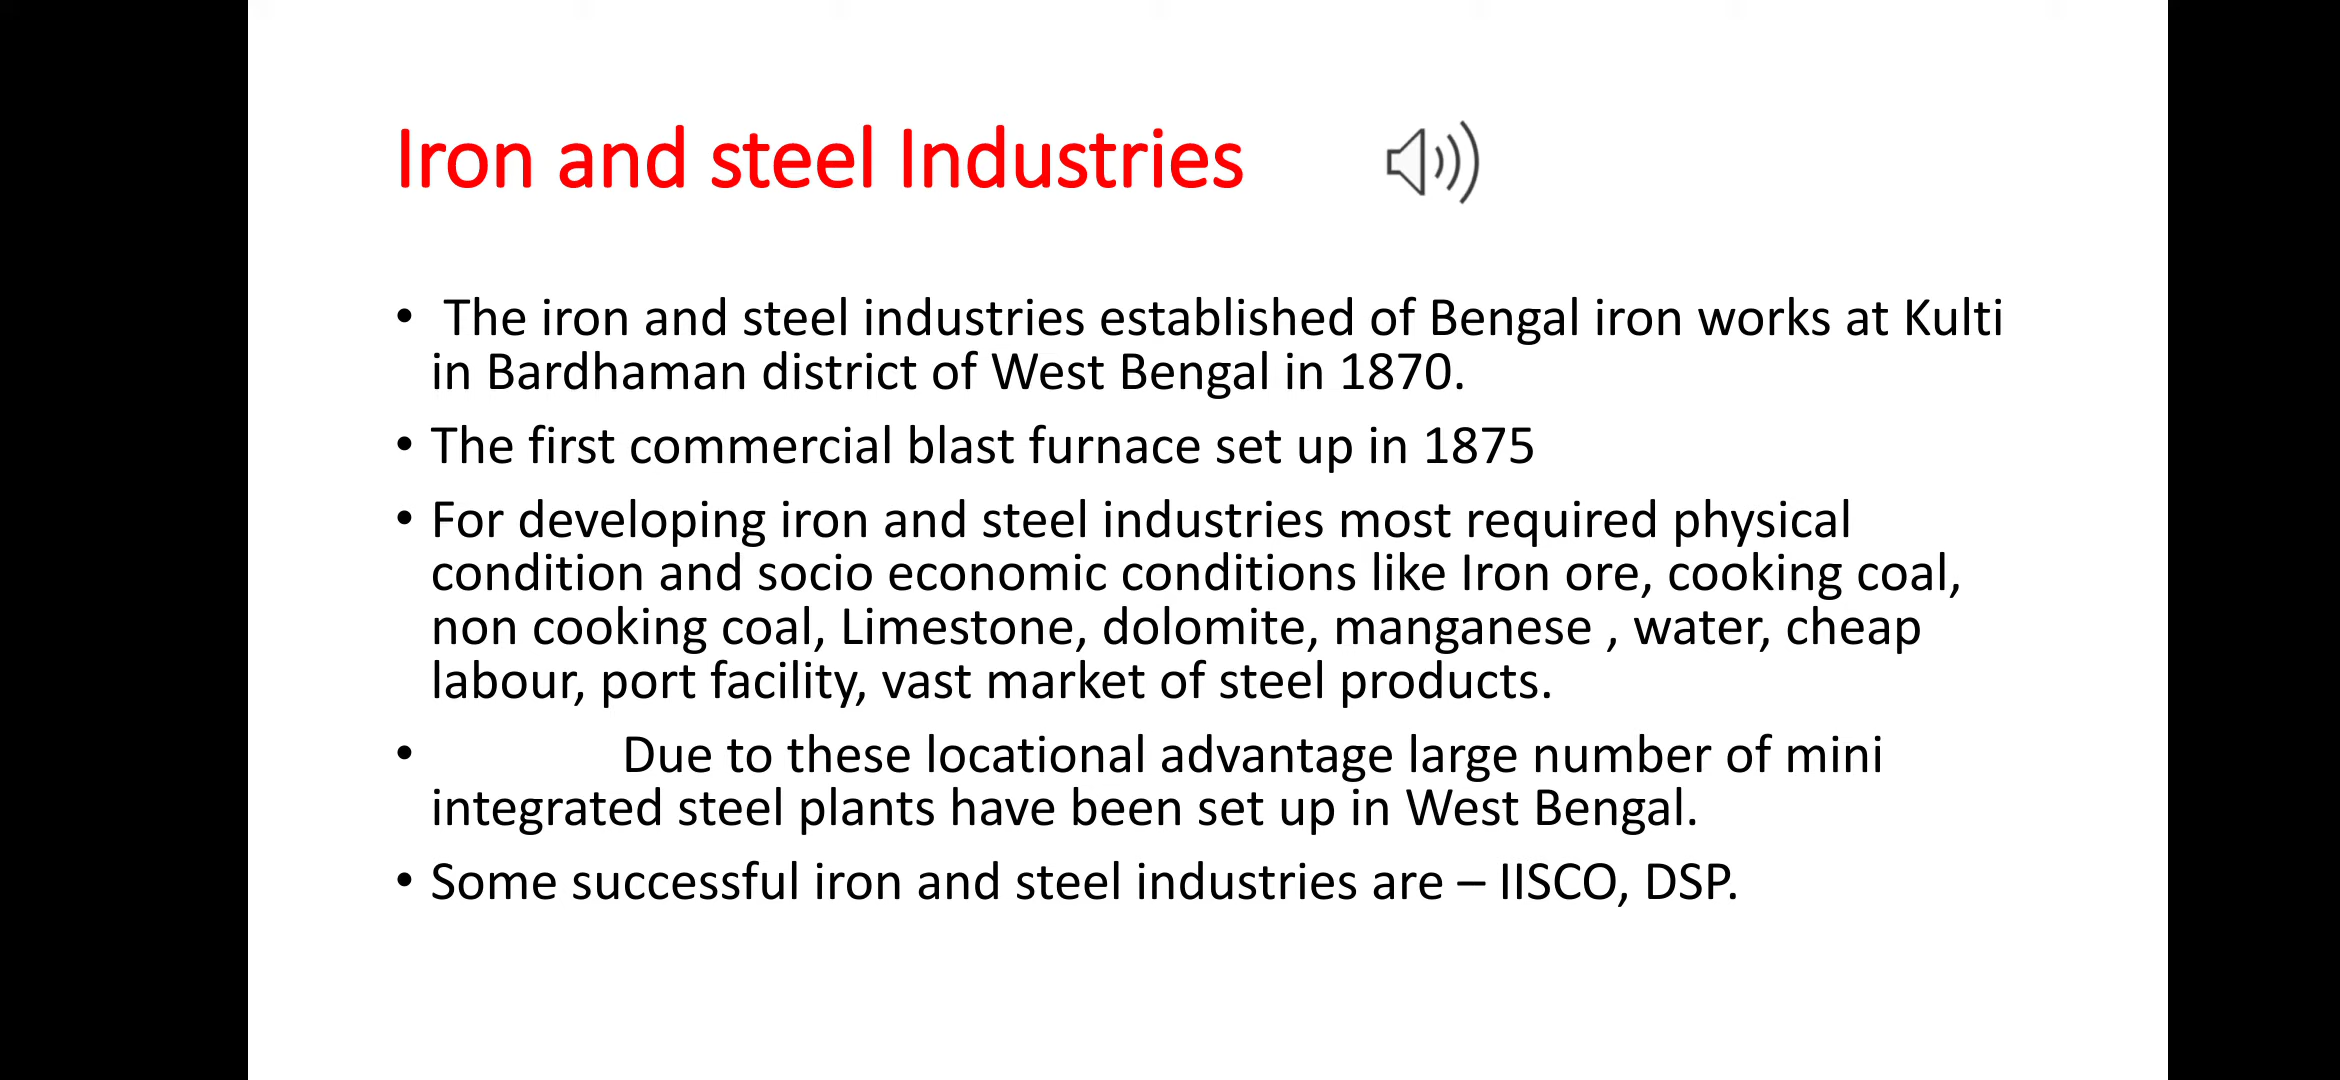 Iron and steel Industries
• The iron and steel industries established of Bengal iron works at Kulti
in Bardhaman district of West Bengal in 1870.
• The first commercial blast furnace set up in 1875
• For developing iron and steel industries most required physical
condition and socio economic conditions like Iron ore, cooking coal,
non cooking coal, Limestone, dolomite, manganese , water, cheap
labour, port facility, vast market of steel products.
• Due to these locational advantage large number of mini
integrated steel plants have been set up in West Bengal.
• Some successful iron and steel industries are – IISCO, DSP.